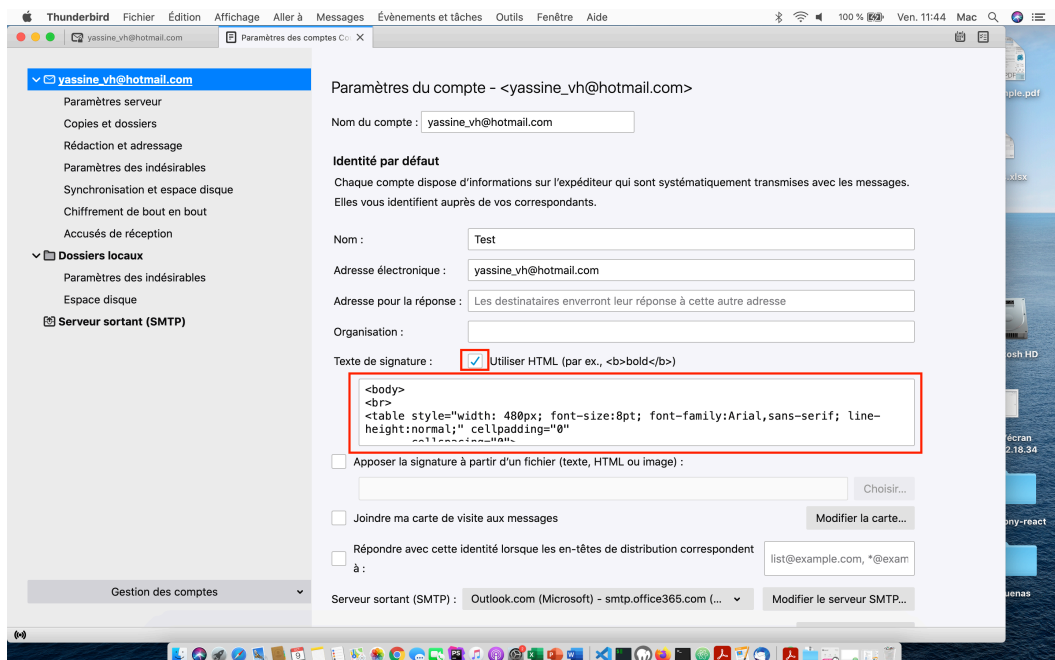 Thunderbird Fichier Édition Affichage Aller à Messages Évènements et tâches Outils Fenêtre Aide 100 % Ven. 11:44 Mac
yassine_vh@hotmail.com Paramètres des comptes Co X
yassine_vh@hotmail.com
Paramètres serveur
Copies et dossiers
Rédaction et adressage
Paramètres des indésirables
Synchronisation et espace disque
Chiffrement de bout en bout
Accusés de réception
Dossiers locaux
Paramètres des indésirables
Espace disque
Serveur sortant (SMTP)
Gestion des comptes
Paramètres du compte - <yassine_vh@hotmail.com>
Nom du compte : yassine_vh@hotmail.com
Identité par défaut
Chaque compte dispose d'informations sur l'expéditeur qui sont systématiquement transmises avec les messages.
Elles vous identifient auprès de vos correspondants.
Nom : Test
Adresse électronique : yassine_vh@hotmail.com
Adresse pour la réponse : Les destinataires enverront leur réponse à cette autre adresse
Organisation :
Texte de signature : Utiliser HTML (par ex., <b>bold</b>)
<body>
<br>
<table style="width: 480px; font-size:8pt; font-family:Arial,sans-serif; line-
height:normal;" cellpadding="0"
cellspacing="0">
Apposer la signature à partir d'un fichier (texte, HTML ou image) :
Choisir...
Joindre ma carte de visite aux messages Modifier la carte...
Répondre avec cette identité lorsque les en-têtes de distribution correspondent
à : list@example.com, *@exam
Serveur sortant (SMTP) : Outlook.com (Microsoft) - smtp.office365.com (... Modifier le serveur SMTP...
ple.pdf
.xlsx
osh HD
écran
2.18.34
ony-react
uenas